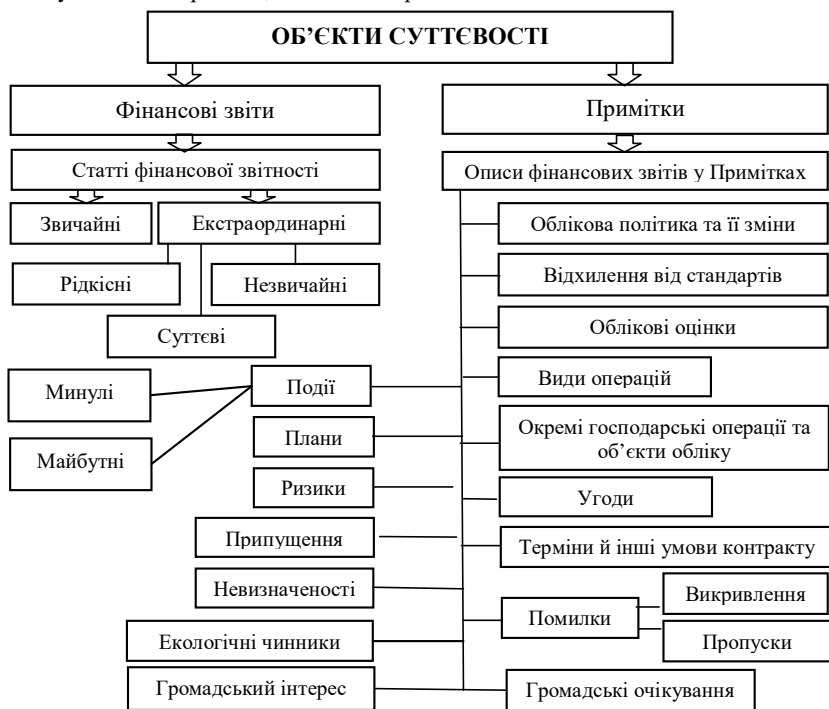 ОБ’ЄКТИ СУТТЄВОСТІ
Фінансові звіти
Примітки
Статті фінансової звітності
Описи фінансових звітів у Примітках
Звичайні
Екстраординарні
Облікова політика та її зміни
Рідкісні
Незвичайні
Відхилення від стандартів
Суттєві
Облікові оцінки
Минулі
Події
Види операцій
Майбутні
Плани
Окремі господарські операції та
об’єкти обліку
Ризики
Угоди
Припущення
Терміни й інші умови контракту
Невизначеності
Помилки
Викривлення
Пропуски
Екологічні чинники
Громадський інтерес
Громадські очікування